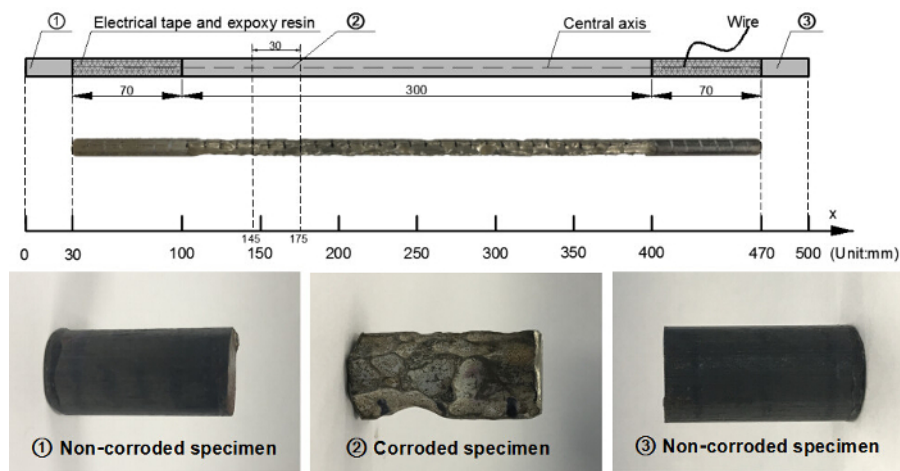 ① Electrical tape and expoxy resin ② Central axis Wire ③
30
70 300 70
x
145 175
0 30 100 150 200 250 300 350 400 470 500 (Unit:mm)
① Non-corroded specimen ② Corroded specimen ③ Non-corroded specimen